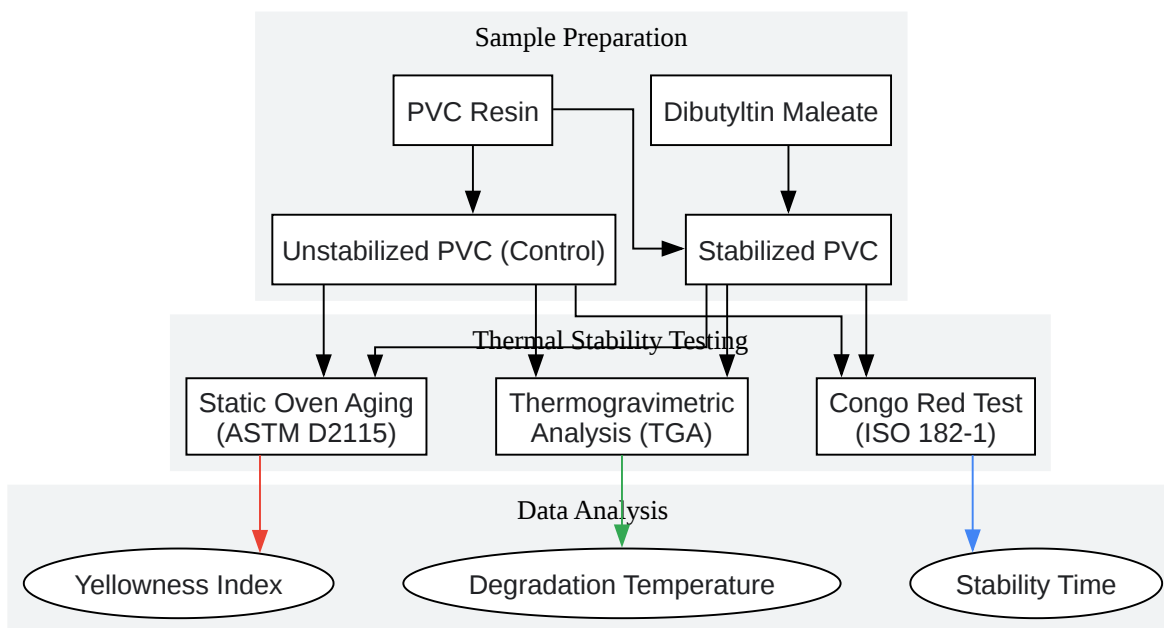 Sample Preparation
PVC Resin
Dibutyltin Maleate
Unstabilized PVC (Control)
Stabilized PVC
Thermal Stability Testing
Static Oven Aging
(ASTM D2115)
Thermogravimetric
Analysis (TGA)
Congo Red Test
(ISO 182-1)
Data Analysis
Yellowness Index
Degradation Temperature
Stability Time